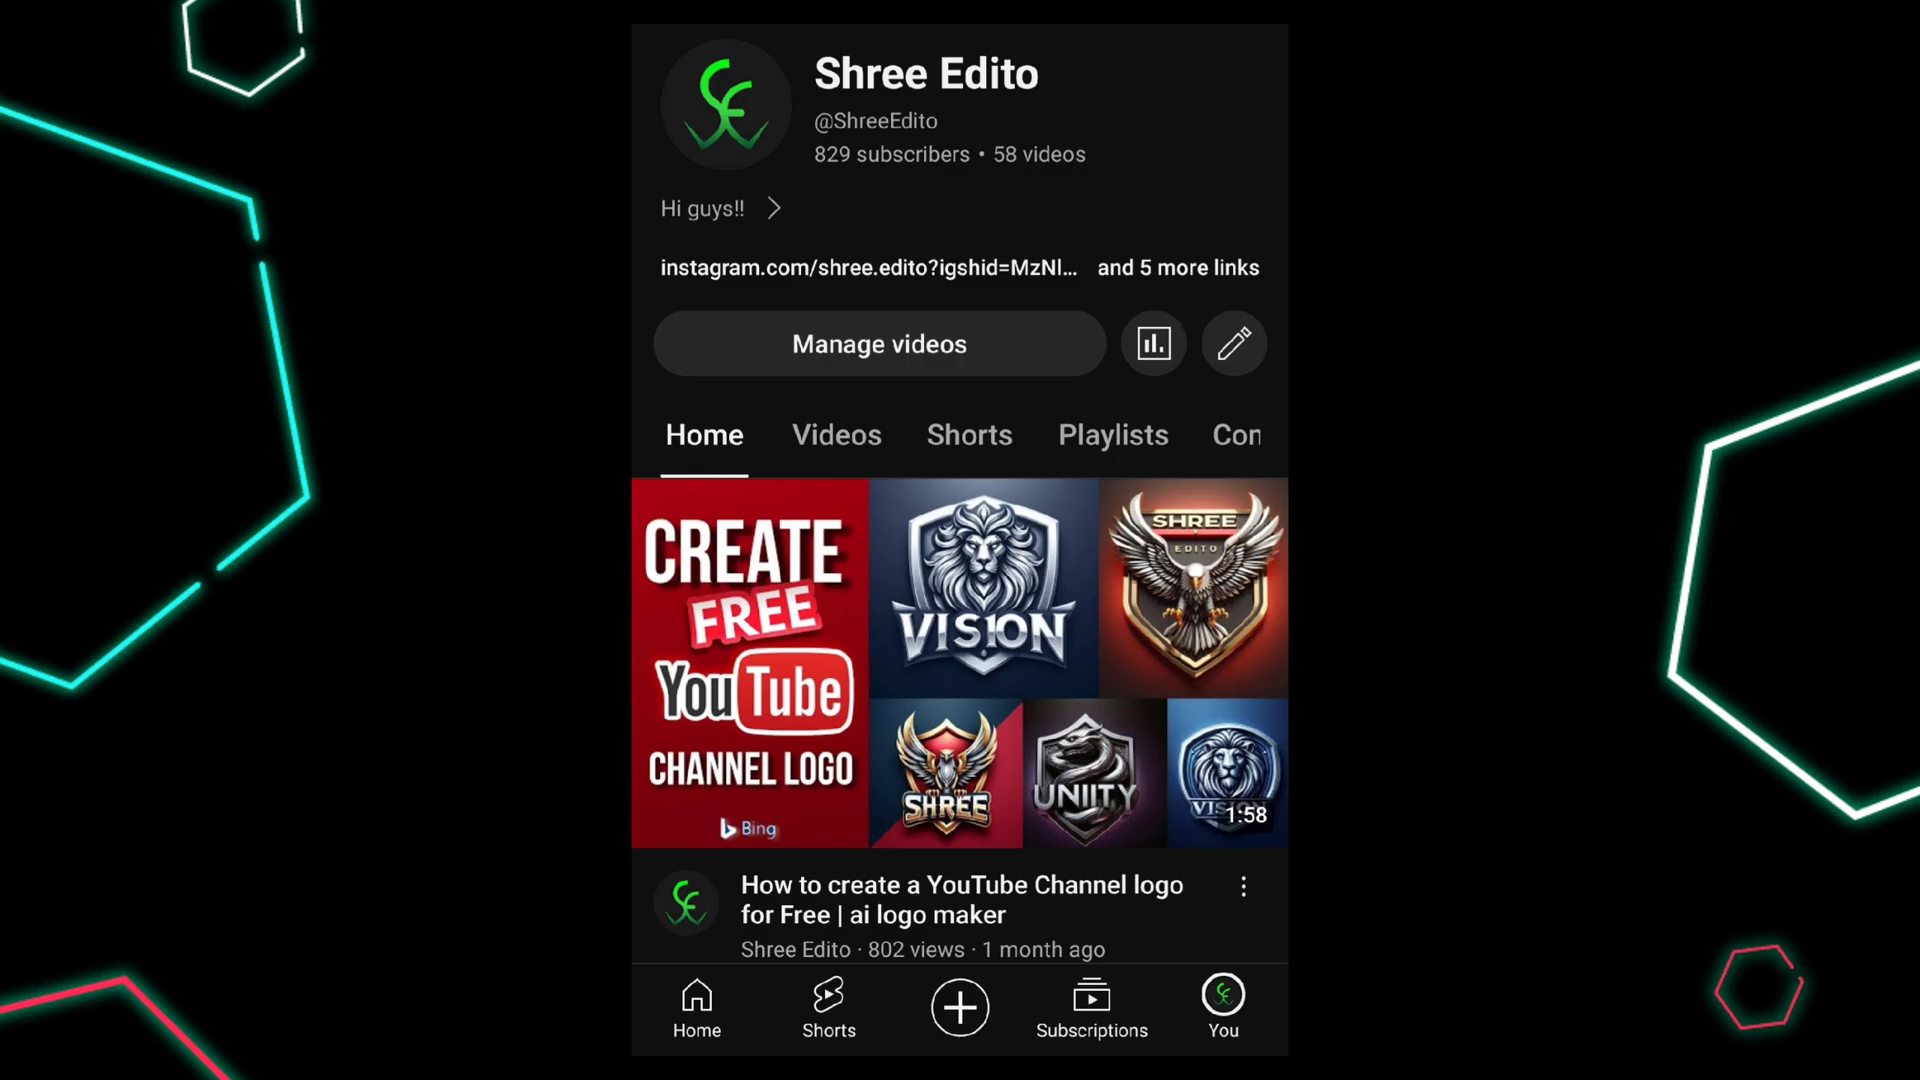 Shree Edito
@ShreeEdito
829 subscribers • 58 videos
Hi guys!!
instagram.com/shree.edito?igshid=MzNl... and 5 more links
Manage videos
Home Videos Shorts Playlists Con
CREATE
FREE
YouTube
CHANNEL LOGO
Bing
VIS1ON
SHREE
EDITO
SHREE
UNIITY
VISION
1:58
How to create a YouTube Channel logo
for Free | ai logo maker
Shree Edito · 802 views · 1 month ago
Home Shorts Subscriptions You